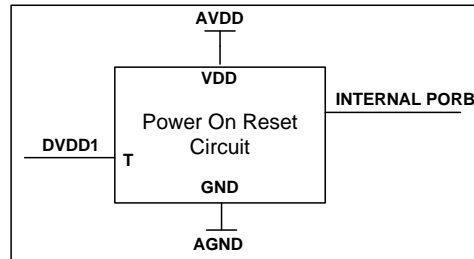 AVDD
VDD
INTERNAL PORB
Power On Reset
Circuit
DVDD1
T
GND
AGND